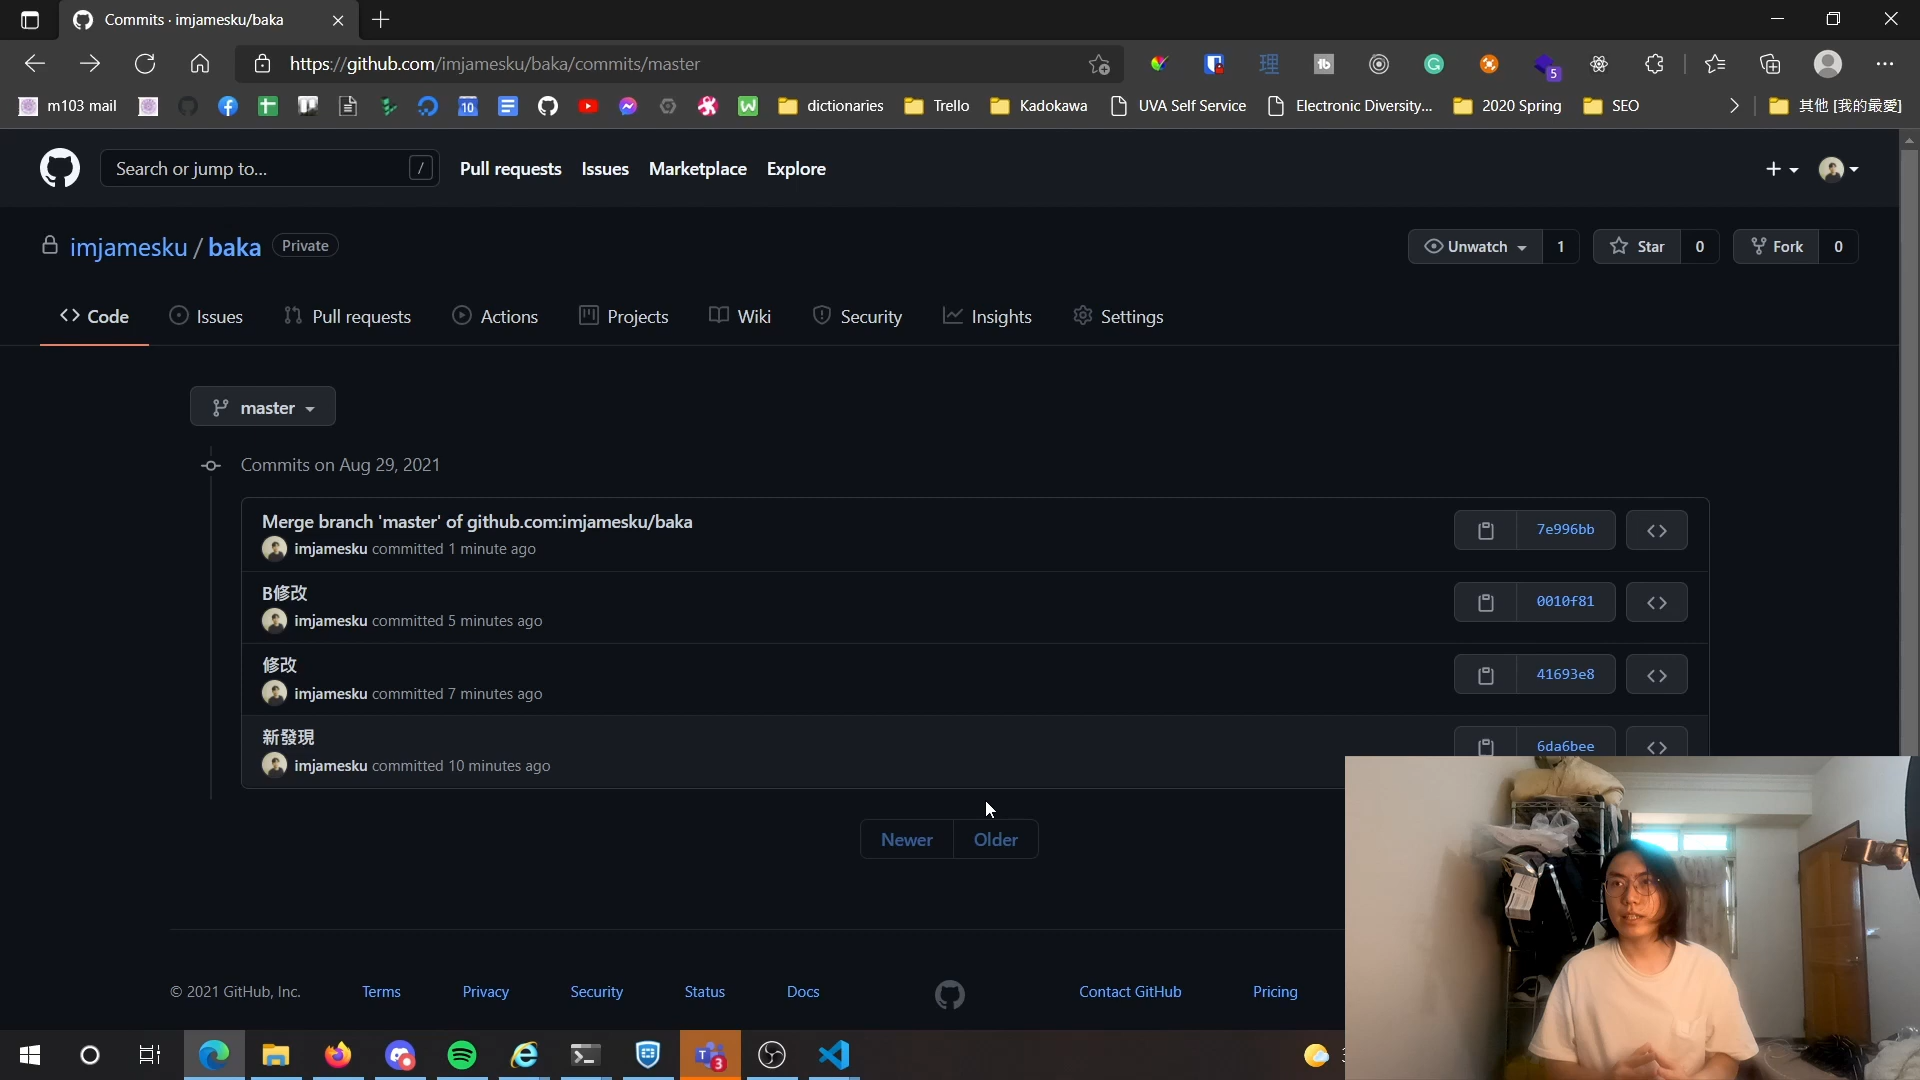 Commits · imjamesku/baka
https://github.com/imjamesku/baka/commits/master
理
tb
5
m103 mail
10
dictionaries
Trello
Kadokawa
UVA Self Service
Electronic Diversity...
2020 Spring
SEO
其他 [我的最愛]
Search or jump to...
/
Pull requests
Issues
Marketplace
Explore
imjamesku / baka
Private
Unwatch
1
Star
0
Fork
0
Code
Issues
Pull requests
Actions
Projects
Wiki
Security
Insights
Settings
master
Commits on Aug 29, 2021
Merge branch 'master' of github.com:imjamesku/baka
imjamesku committed 1 minute ago
7e996bb
B修改
imjamesku committed 5 minutes ago
0010f81
修改
imjamesku committed 7 minutes ago
41693e8
新發現
imjamesku committed 10 minutes ago
6da6bee
Newer
Older
© 2021 GitHub, Inc.
Terms
Privacy
Security
Status
Docs
Contact GitHub
Pricing
3